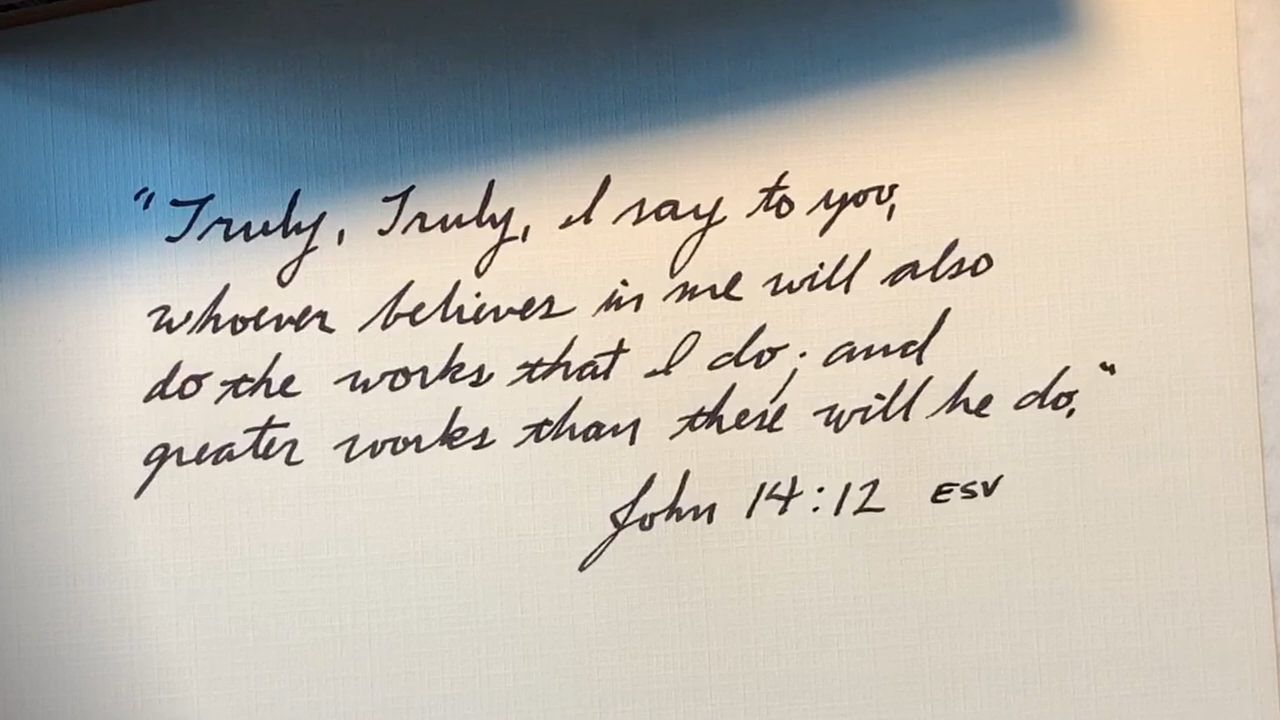 "Truly, Truly, I say to you,
whoever believes in me will also
do the works that I do; and
greater works than these will he do."
John 14:12 ESV